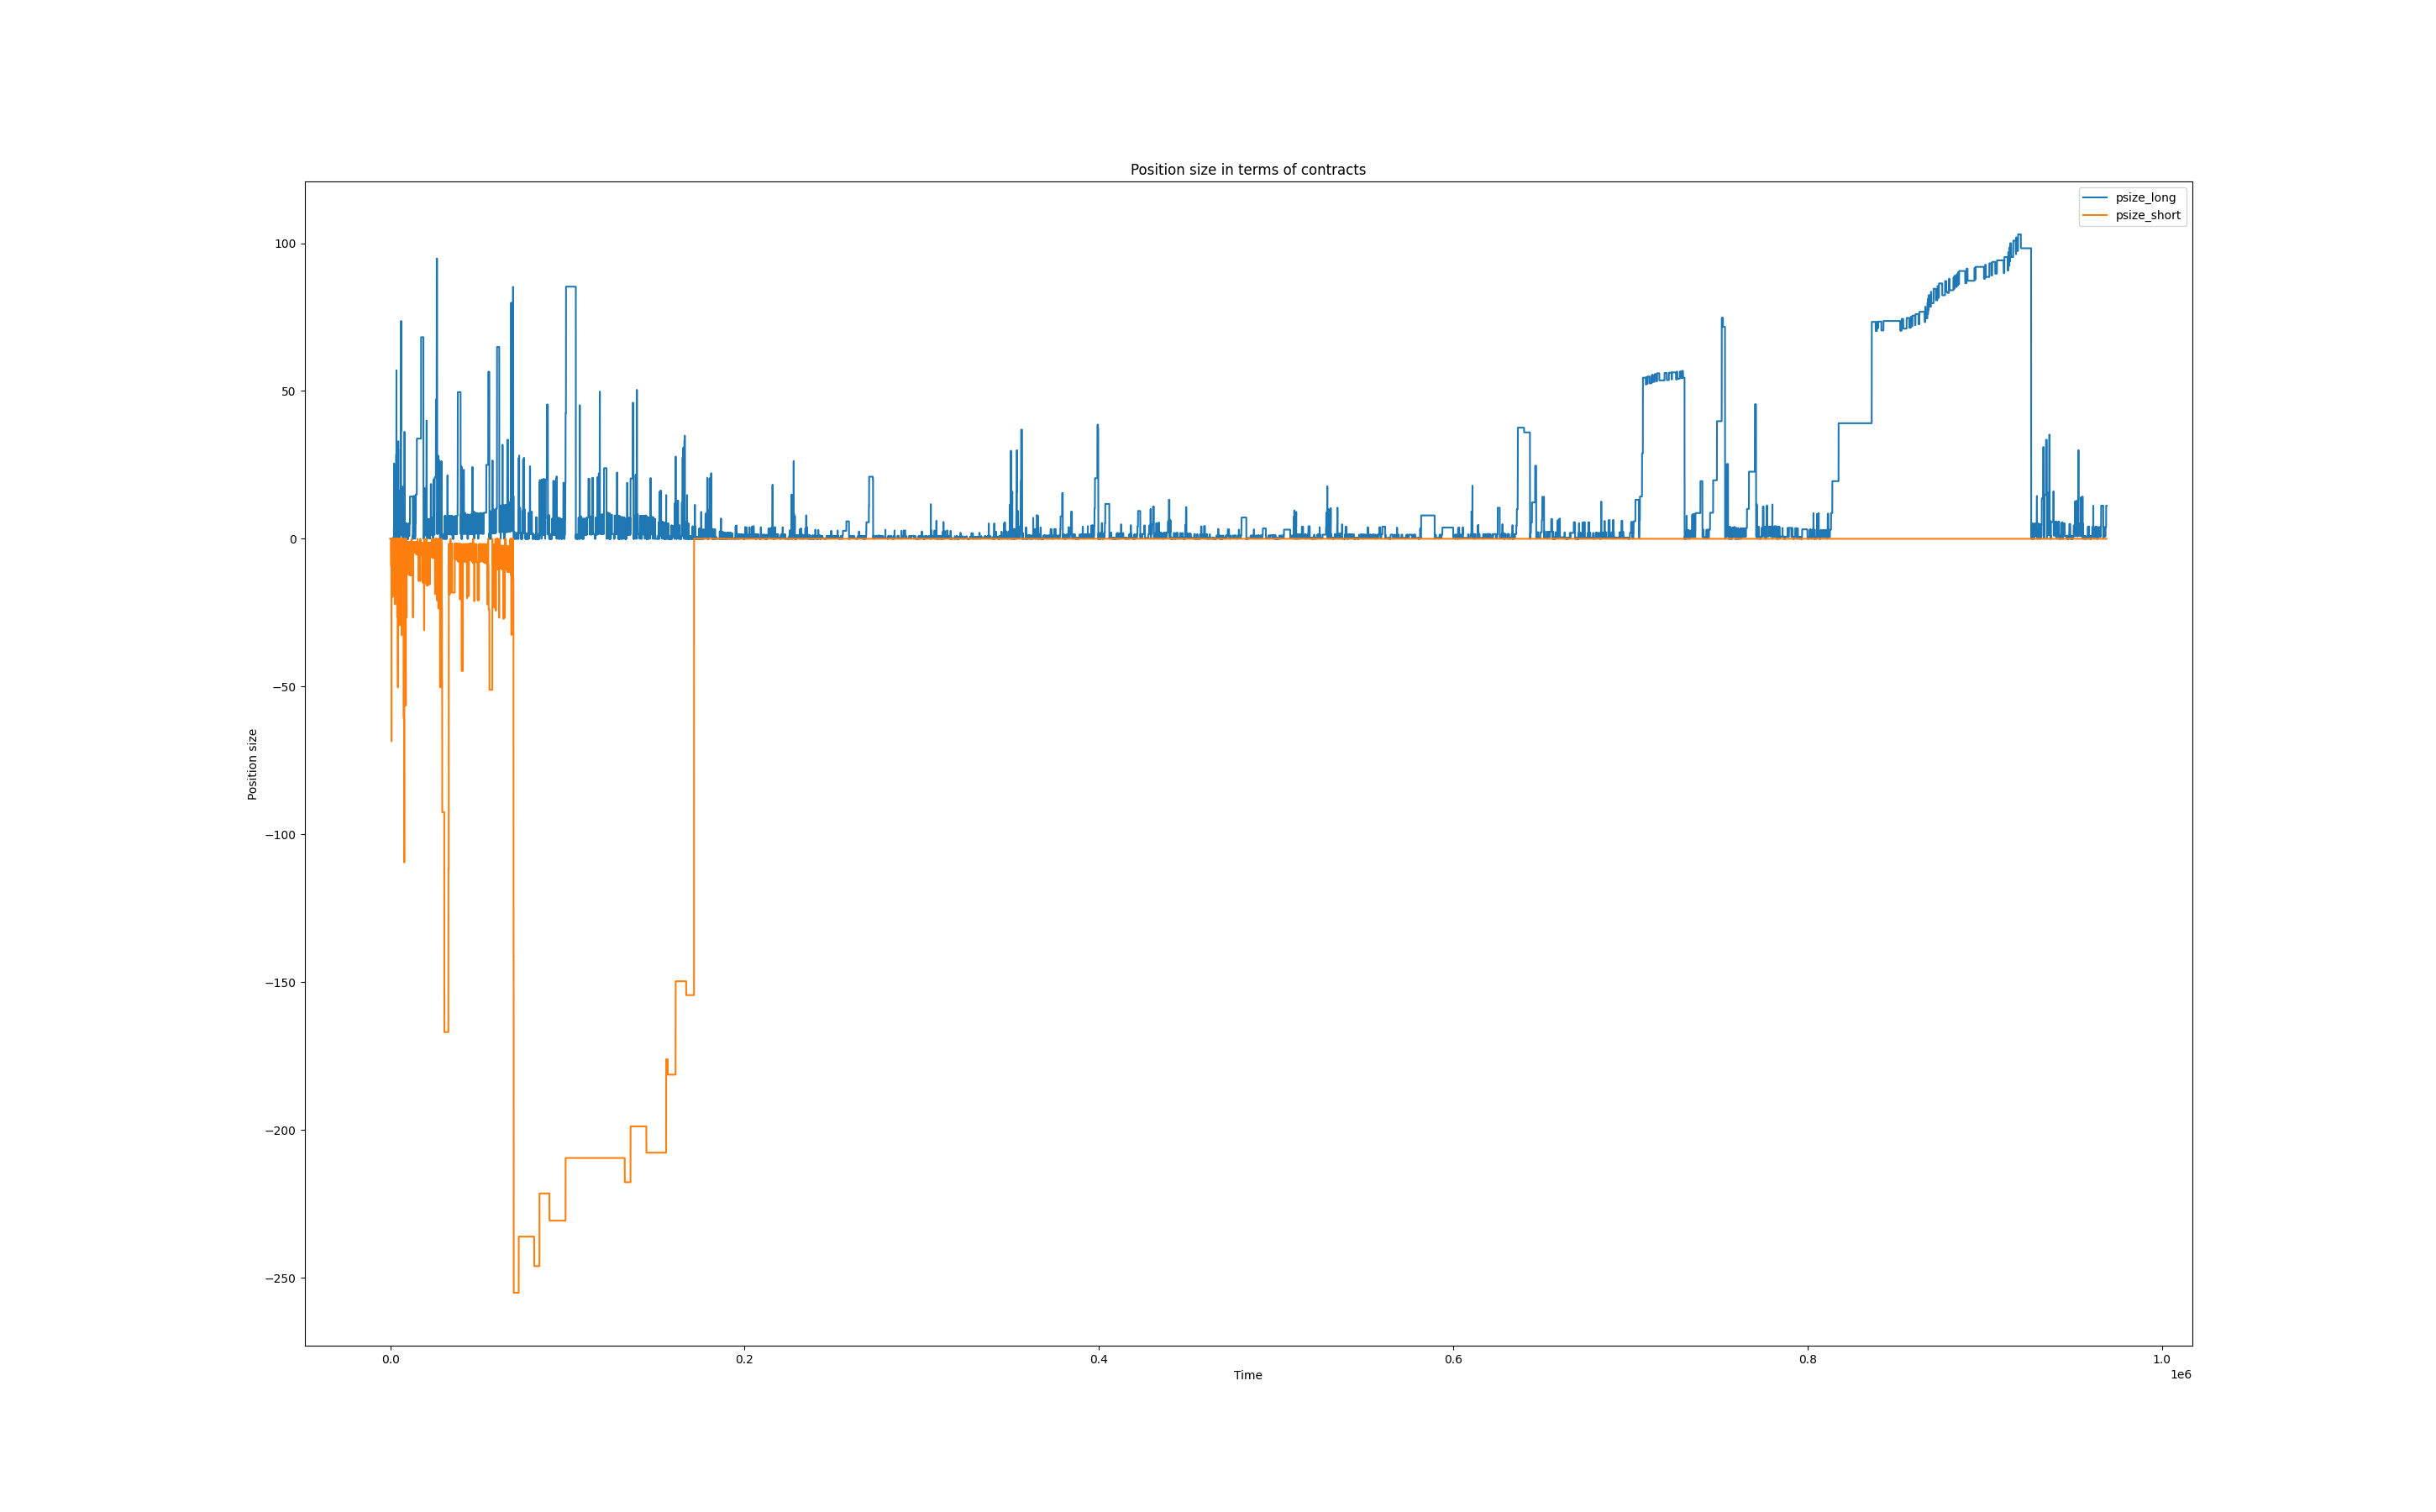 Position size in terms of contracts
psize_long
psize_short
100
50
0
−50
−100
−150
−200
−250
Position size
0.0 0.2 0.4 0.6 0.8 1.0
Time
1e6